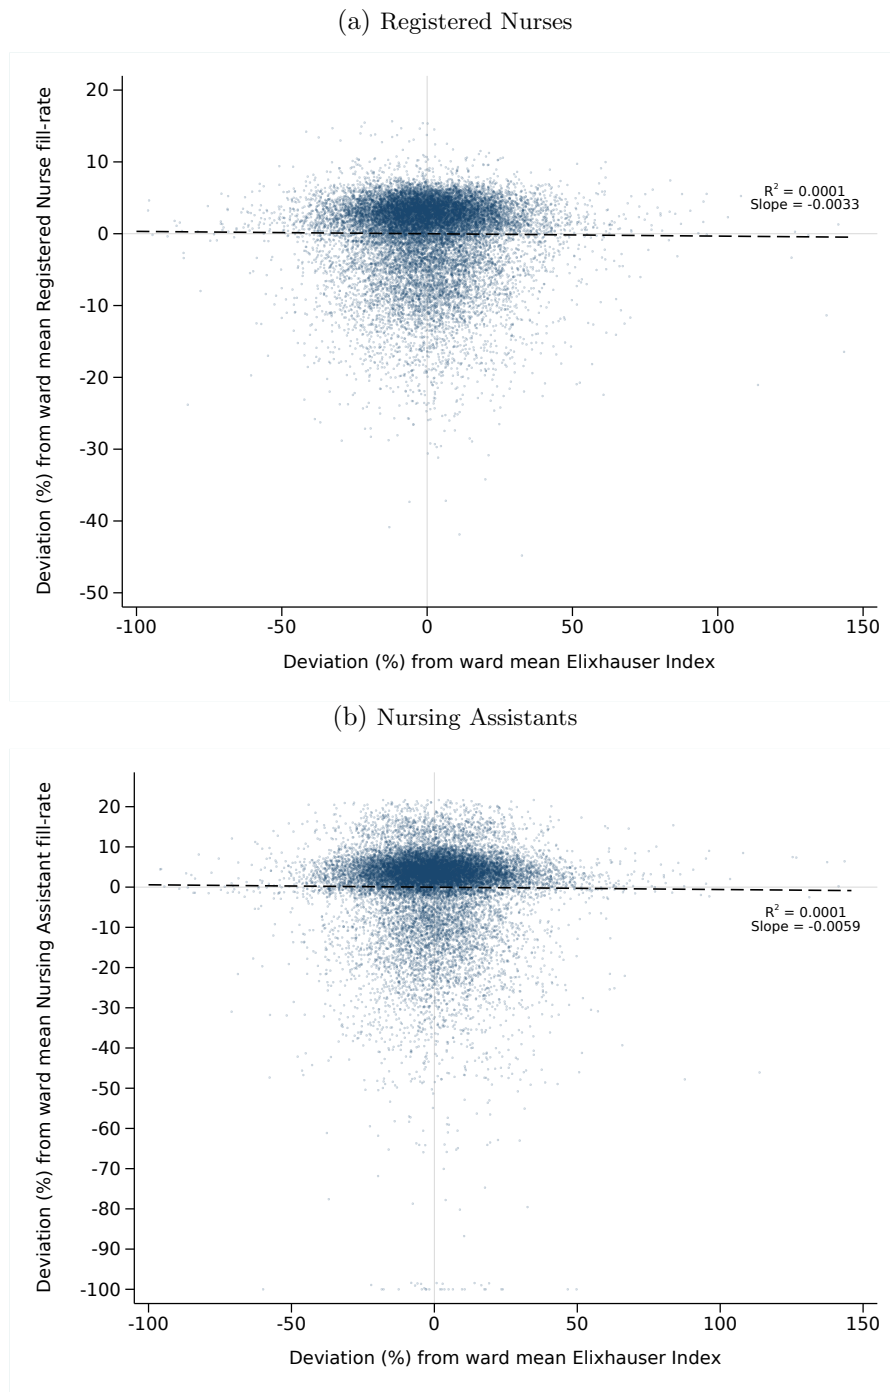 (a) Registered Nurses
Deviation (%) from ward mean Registered Nurse fill-rate
20
10
0
-10
-20
-30
-40
-50
R² = 0.0001
Slope = -0.0033
-100 -50 0 50 100 150
Deviation (%) from ward mean Elixhauser Index
(b) Nursing Assistants
Deviation (%) from ward mean Nursing Assistant fill-rate
20
10
0
-10
-20
-30
-40
-50
-60
-70
-80
-90
-100
R² = 0.0001
Slope = -0.0059
-100 -50 0 50 100 150
Deviation (%) from ward mean Elixhauser Index